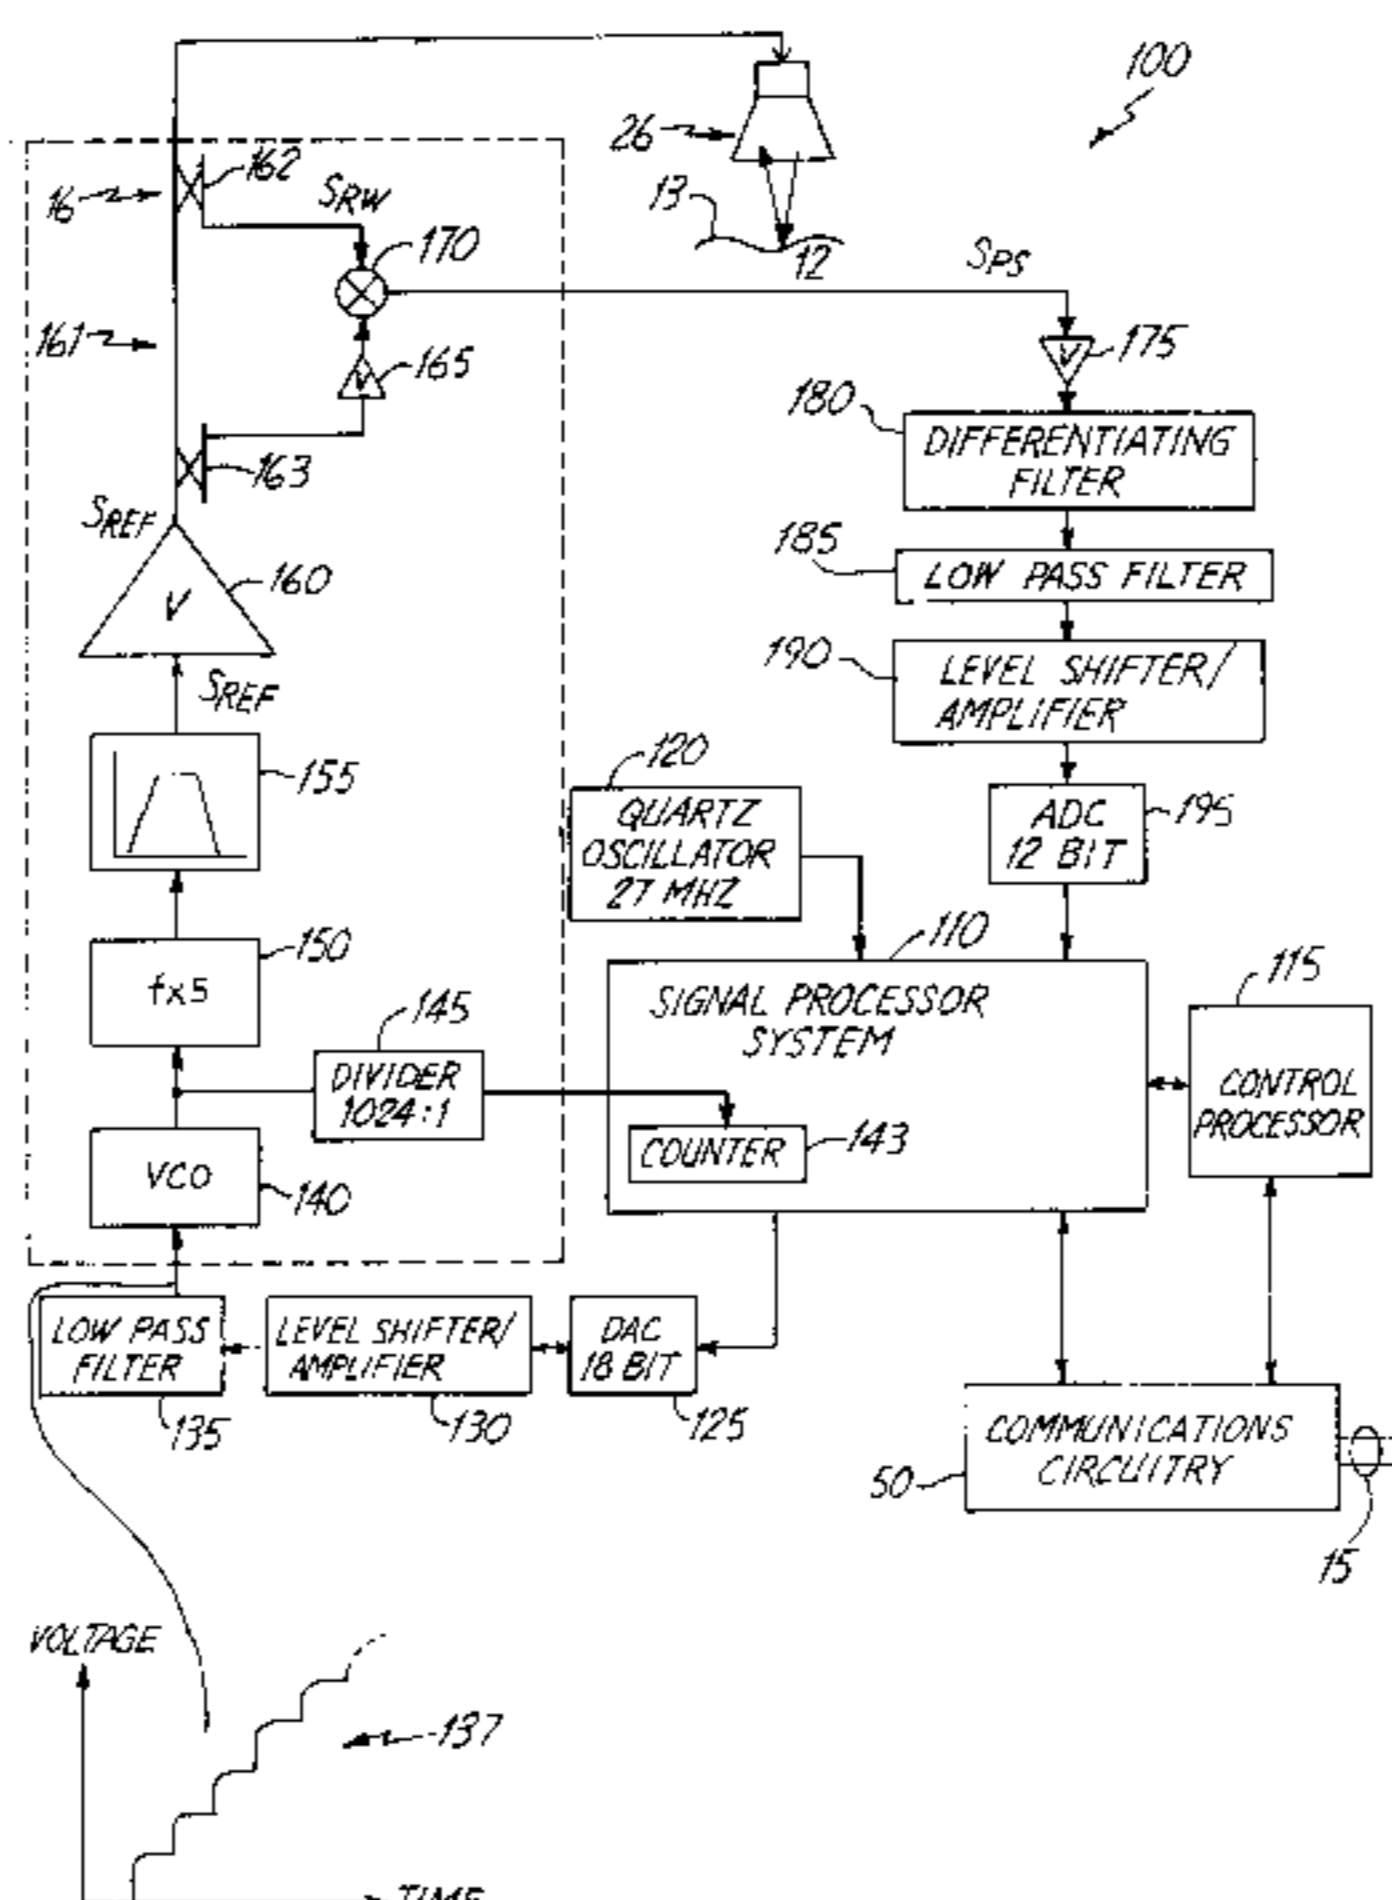 100
26
162
16
SRW
13
170
12
SPS
161
165
V
V
175
180
DIFFERENTIATING
FILTER
163
SREF
185
LOW PASS FILTER
160
V
190
LEVEL SHIFTER/
AMPLIFIER
SREF
120
155
QUARTZ
OSCILLATOR
27 MHZ
ADC
12 BIT
195
110
150
fx5
115
SIGNAL PROCESSOR
SYSTEM
145
DIVIDER
1024:1
CONTROL
PROCESSOR
COUNTER
143
VCO
140
LOW PASS
FILTER
LEVEL SHIFTER/
AMPLIFIER
DAC
18 BIT
135
130
125
COMMUNICATIONS
CIRCUITRY
50
15
VOLTAGE
137
TIME